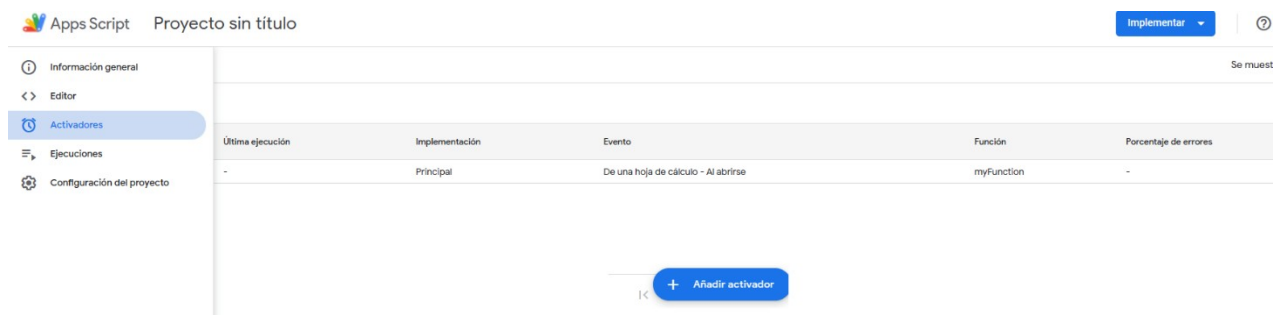 Apps Script Proyecto sin título Implementar
Información general Se muest
Editor
Activadores
Última ejecución Implementación Evento Función Porcentaje de errores
Ejecuciones
- Principal De una hoja de cálculo - Al abrirse myFunction -
Configuración del proyecto
+ Añadir activador